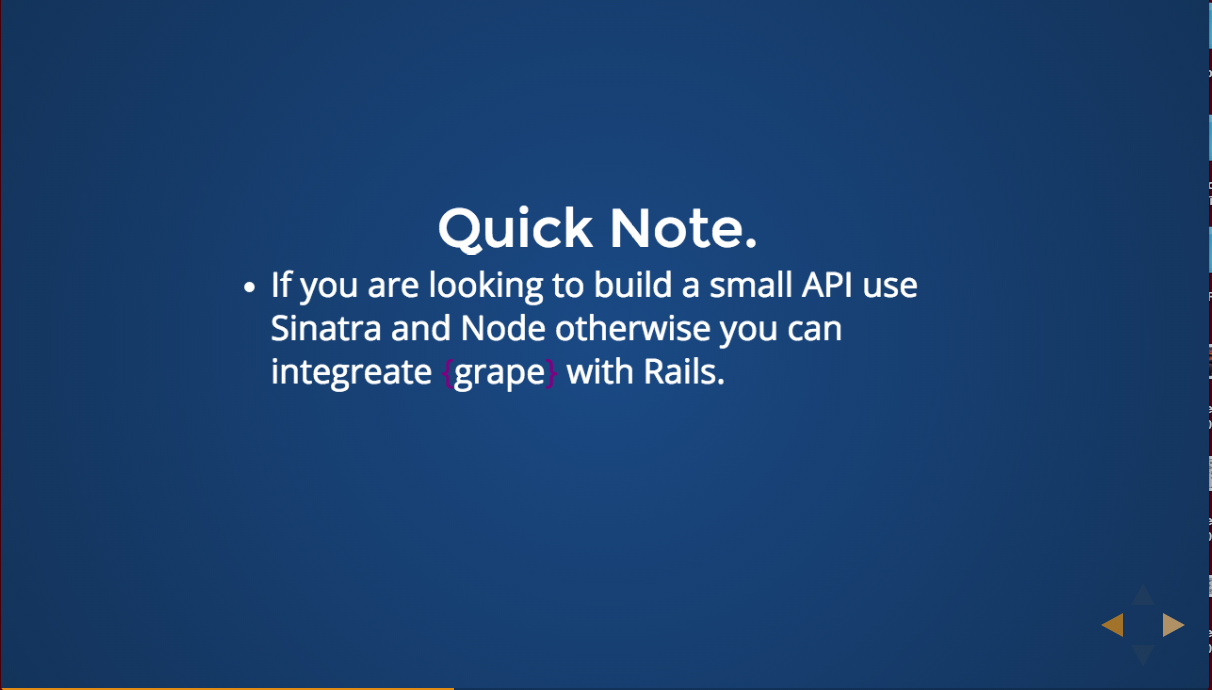 Quick Note.
• If you are looking to build a small API use
Sinatra and Node otherwise you can
integreate {grape} with Rails.